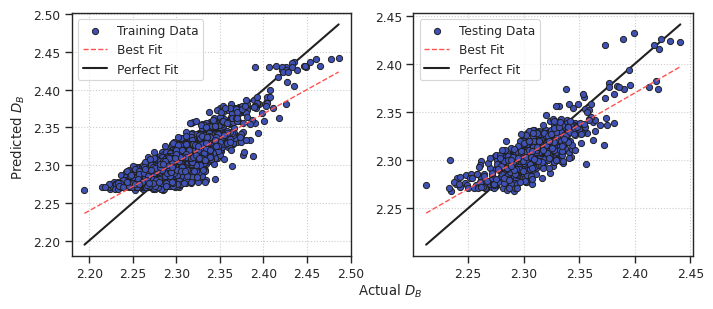 Training Data
Best Fit
Perfect Fit
2.50
2.45
2.40
2.35
2.30
2.25
2.20
Predicted D_B
2.20 2.25 2.30 2.35 2.40 2.45 2.50
Testing Data
Best Fit
Perfect Fit
2.45
2.40
2.35
2.30
2.25
2.25 2.30 2.35 2.40 2.45
Actual D_B